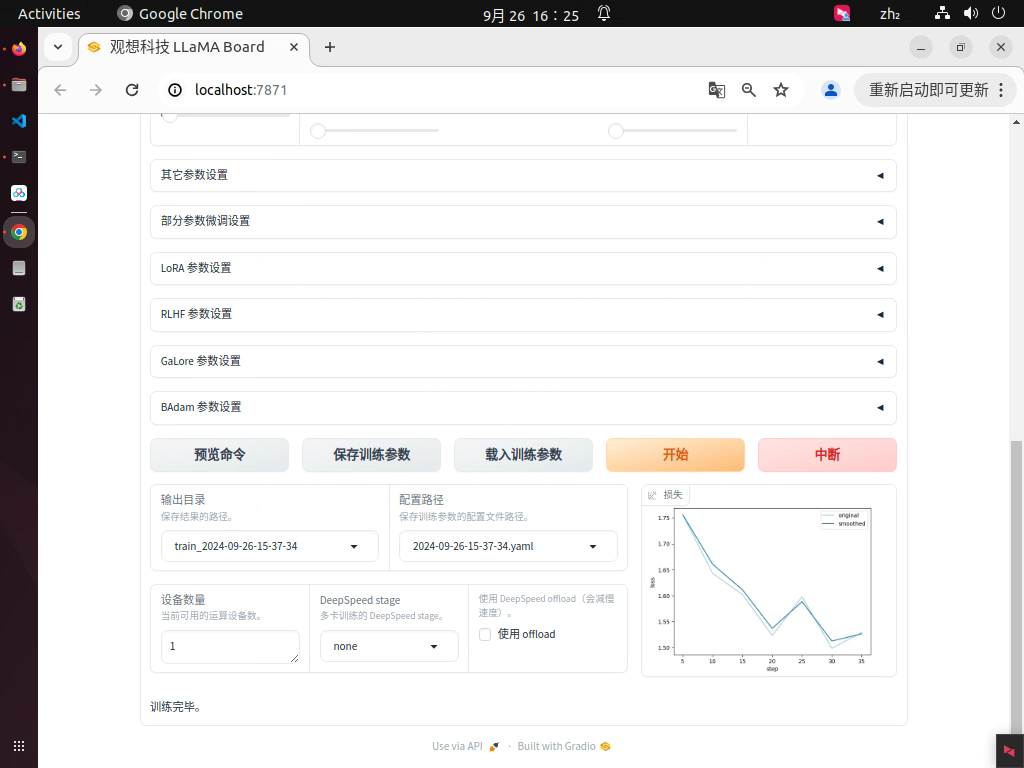 Activities
Google Chrome
9月 26 16：25
zh₂
观想科技 LLaMA Board
localhost:7871
重新启动即可更新
其它参数设置
部分参数微调设置
LoRA 参数设置
RLHF 参数设置
GaLore 参数设置
BAdam 参数设置
预览命令
保存训练参数
载入训练参数
开始
中断
输出目录
保存结果的路径。
train_2024-09-26-15-37-34
配置路径
保存训练参数的配置文件路径。
2024-09-26-15-37-34.yaml
设备数量
当前可用的运算设备数。
1
DeepSpeed stage
多卡训练的 DeepSpeed stage。
none
使用 DeepSpeed offload（会减慢
速度）。
使用 offload
损失
original
smoothed
1.75
1.70
1.65
1.60
1.55
1.50
loss
5 10 15 20 25 30 35
step
训练完毕。
Use via API
·
Built with Gradio